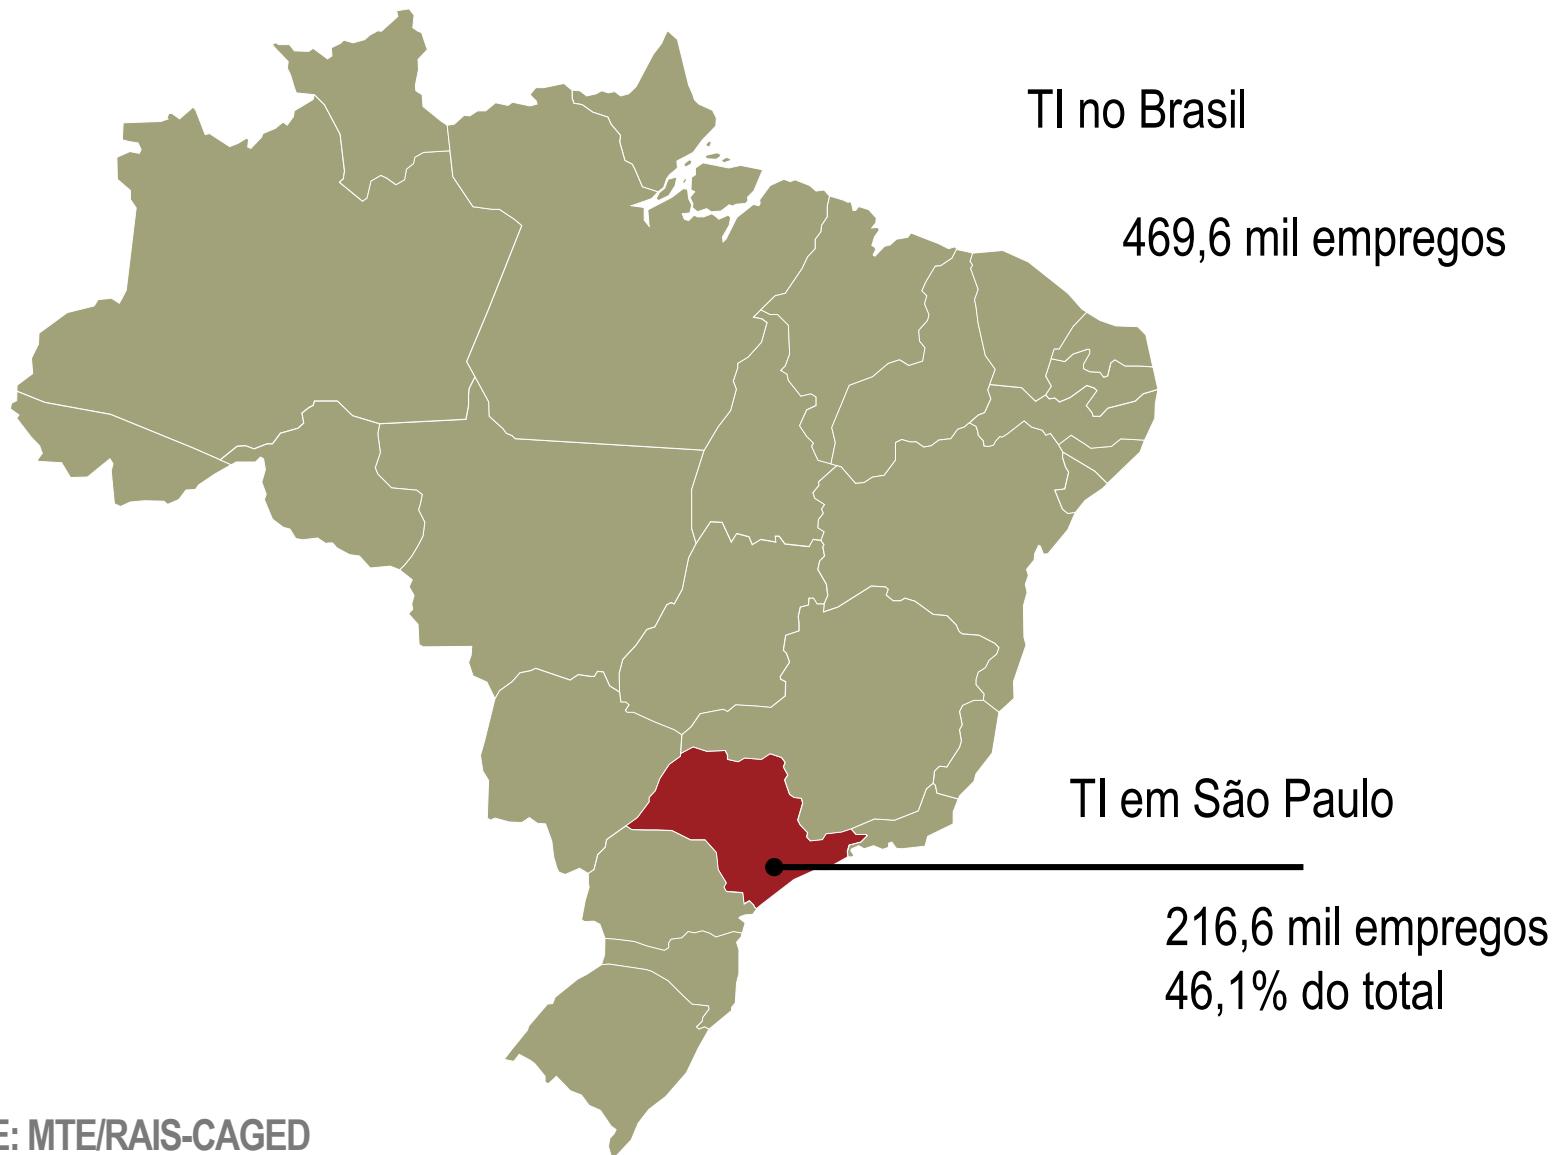 TI no Brasil
469,6 mil empregos
TI em São Paulo
216,6 mil empregos
46,1% do total
E: MTE/RAIS-CAGED